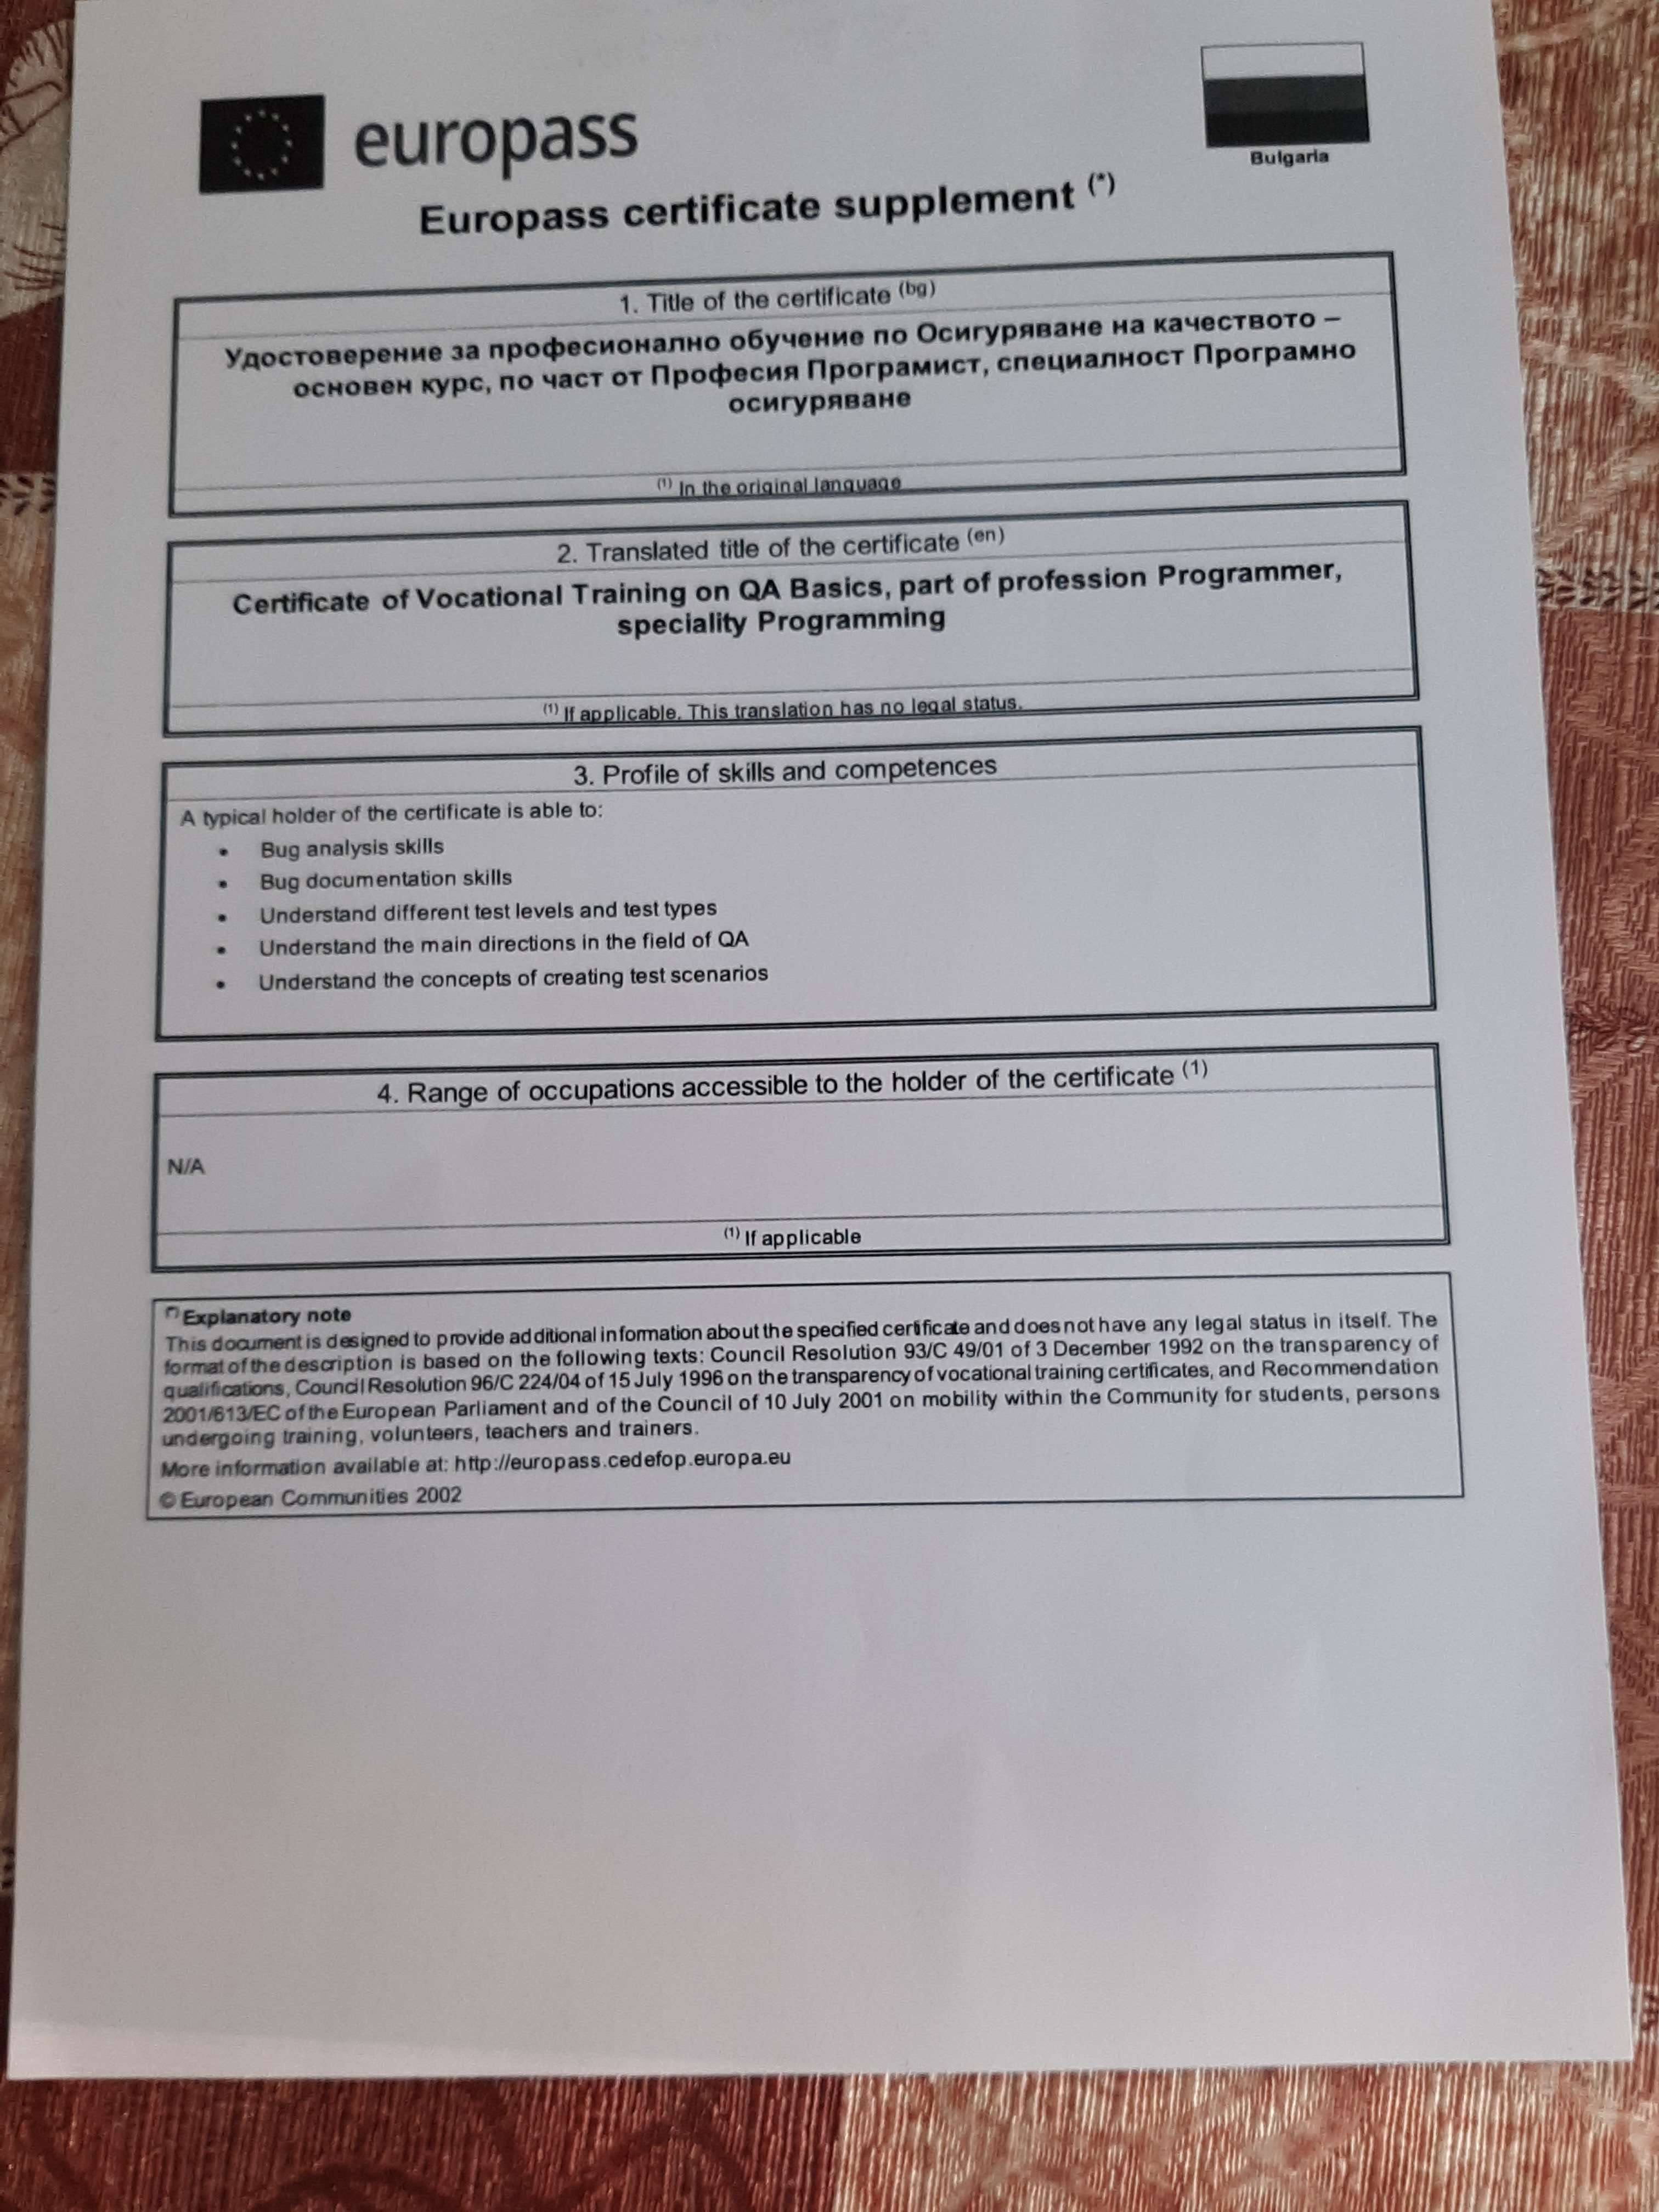 europass
Bulgaria
Europass certificate supplement (*)
1. Title of the certificate (bg)
Удостоверение за професионално обучение по Осигуряване на качеството –
основен курс, по част от Професия Програмист, специалност Програмно
осигуряване
(1) In the original language
2. Translated title of the certificate (en)
Certificate of Vocational Training on QA Basics, part of profession Programmer,
speciality Programming
(1) If applicable. This translation has no legal status.
3. Profile of skills and competences
A typical holder of the certificate is able to:
• Bug analysis skills
• Bug documentation skills
• Understand different test levels and test types
• Understand the main directions in the field of QA
• Understand the concepts of creating test scenarios
4. Range of occupations accessible to the holder of the certificate (1)
N/A
(1) If applicable
(*) Explanatory note
This document is designed to provide additional information about the specified certificate and does not have any legal status in itself. The
format of the description is based on the following texts: Council Resolution 93/C 49/01 of 3 December 1992 on the transparency of
qualifications, Council Resolution 96/C 224/04 of 15 July 1996 on the transparency of vocational training certificates, and Recommendation
2001/613/EC of the European Parliament and of the Council of 10 July 2001 on mobility within the Community for students, persons
undergoing training, volunteers, teachers and trainers.
More information available at: http://europass.cedefop.europa.eu
© European Communities 2002